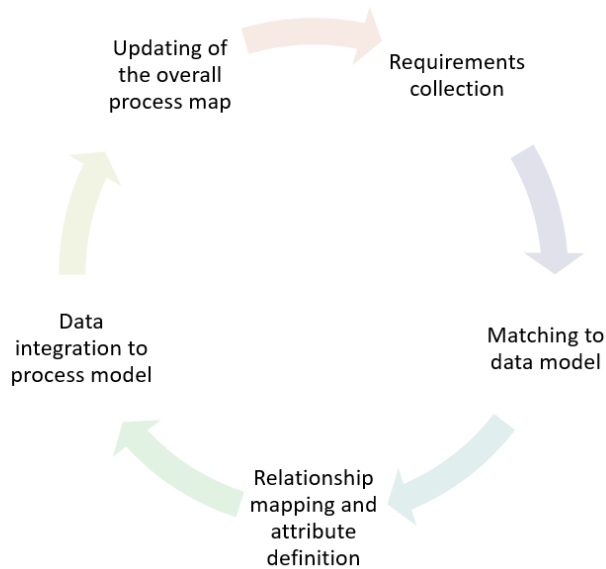 Updating of
the overall
process map
Requirements
collection
Matching to
data model
Relationship
mapping and
attribute
definition
Data
integration to
process model